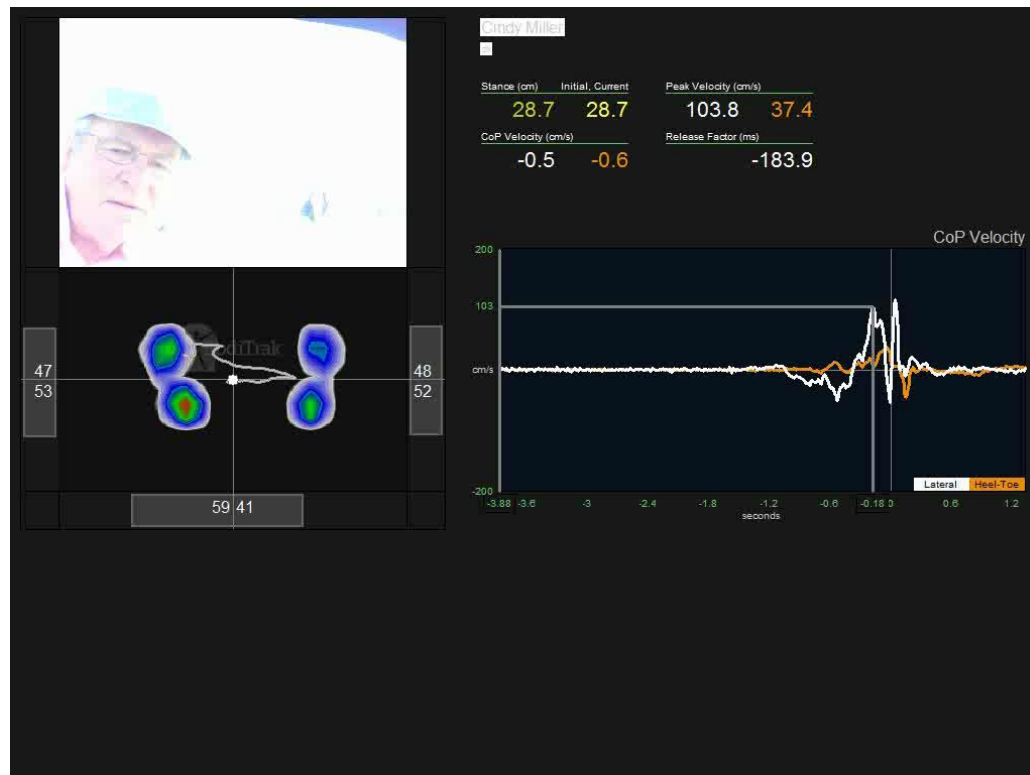 Cindy Miller
Stance (cm) Initial, Current
28.7 28.7
Peak Velocity (cm/s)
103.8 37.4
CoP Velocity (cm/s)
-0.5 -0.6
Release Factor (ms)
-183.9
CoP Velocity
200
103
cm/s
-200
Lateral Heel-Toe
-3.88 -3.6 -3 -2.4 -1.8 -1.2 -0.6 -0.18 0 0.6 1.2
seconds
BodiTrak
47
53
48
52
59 41